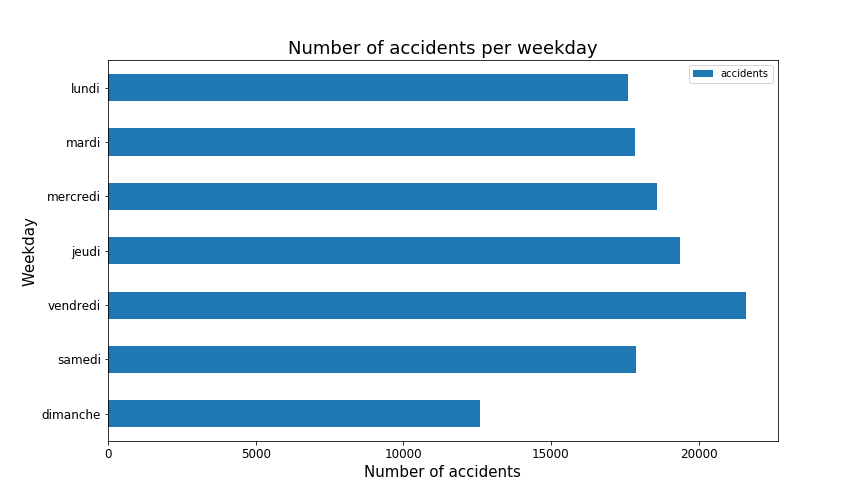 Number of accidents per weekday
accidents
lundi
mardi
mercredi
jeudi
vendredi
samedi
dimanche
Weekday
0 5000 10000 15000 20000
Number of accidents